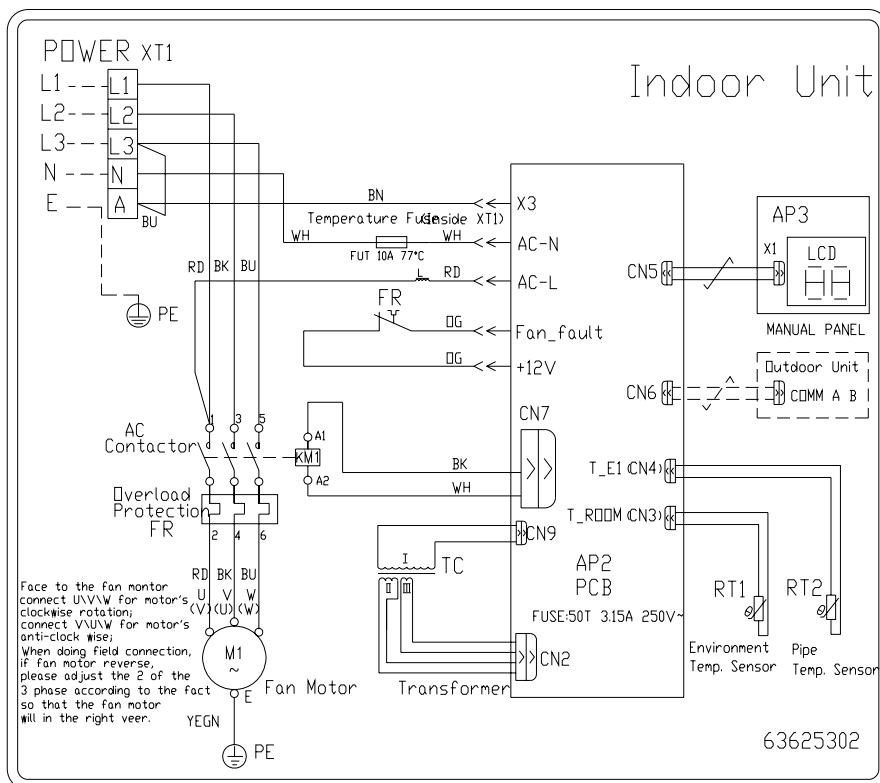 POWER XT1
Indoor Unit
L1 L1
L2 L2
L3 L3
N N
E A
BU
BN
X3
Temperature Fuse (inside XT1)
WH WH
AC-N
FUT 10A 77°C
RD BK BU
L RD
AC-L
PE
FR
OG
Fan_fault
OG
+12V
CN5
AP3
X1 LCD
MANUAL PANEL
Outdoor Unit
CN6
COMM A B
CN7
1 3 5
AC
Contactor
A1
KM1
A2
BK
WH
T_E1 (CN4)
T_ROOM (CN3)
Overload
Protection
FR
2 4 6
CN9
I
TC
II III
AP2
PCB
FUSE:50T 3.15A 250V~
RT1
RT2
RD BK BU
U V W
(V) (U) (W)
Face to the fan montor
connect U\V\W for motor's
clockwise rotation;
connect V\U\W for motor's
anti-clock wise;
When doing field connection,
if fan motor reverse,
please adjust the 2 of the
3 phase according to the fact
so that the fan motor
will in the right veer.
M1
~
E
Fan Motor
YEGN
PE
Transformer
CN2
Environment
Temp. Sensor
Pipe
Temp. Sensor
63625302